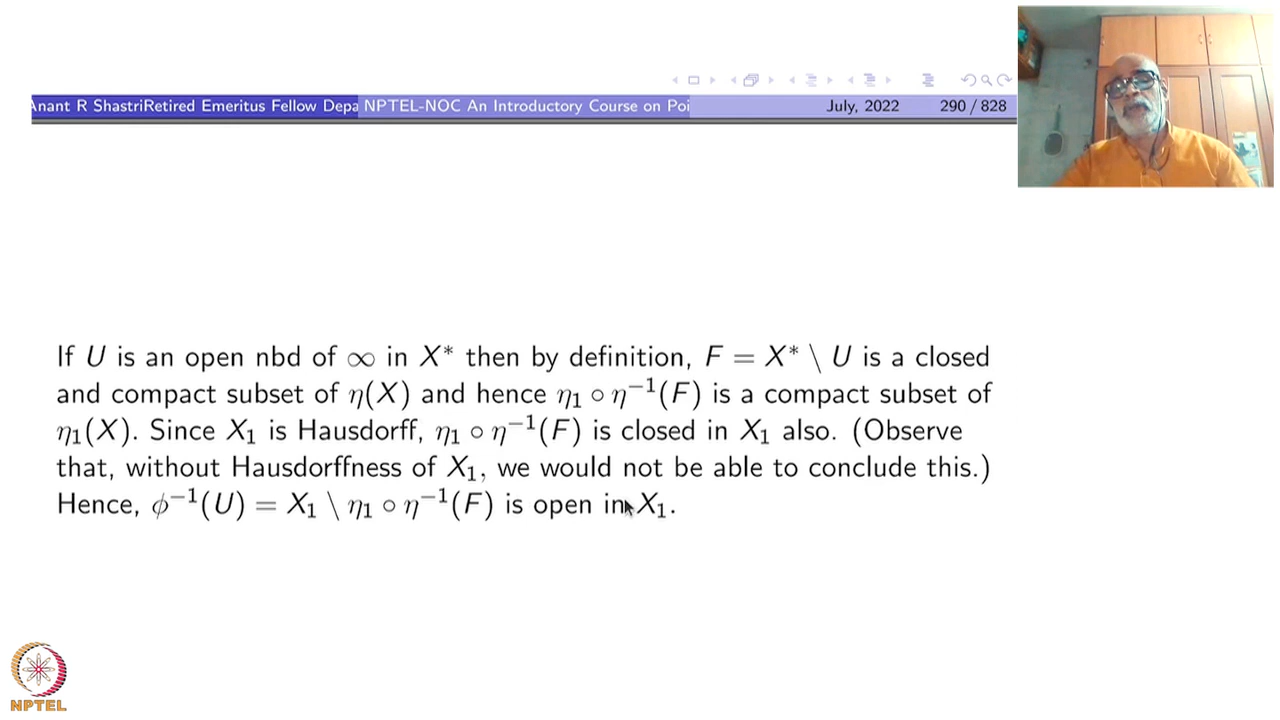 Anant R ShastriRetired Emeritus Fellow Depa NPTEL-NOC An Introductory Course on Poi July, 2022 290 / 828
If U is an open nbd of ∞ in X* then by definition, F = X* \ U is a closed
and compact subset of η(X) and hence η₁ ∘ η⁻¹(F) is a compact subset of
η₁(X). Since X₁ is Hausdorff, η₁ ∘ η⁻¹(F) is closed in X₁ also. (Observe
that, without Hausdorffness of X₁, we would not be able to conclude this.)
Hence, ϕ⁻¹(U) = X₁ \ η₁ ∘ η⁻¹(F) is open in X₁.
NPTEL